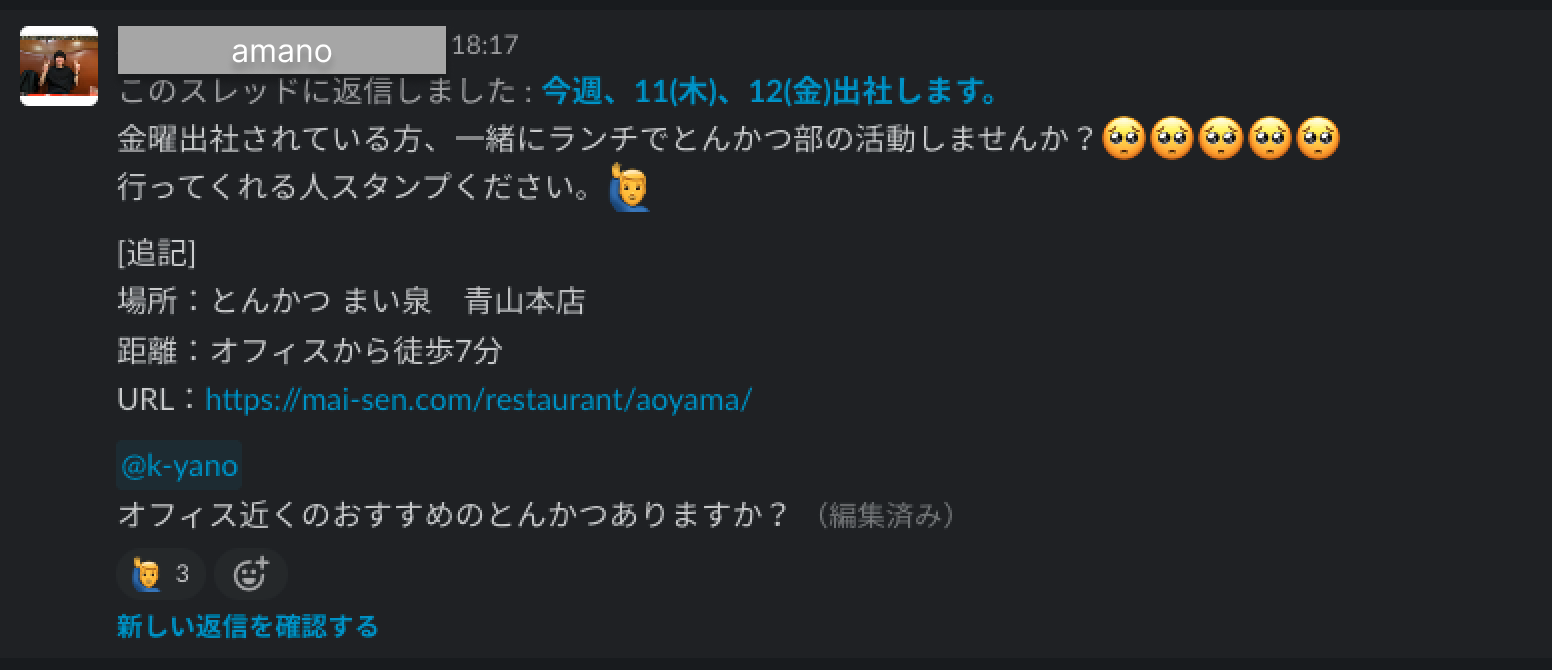 amano 18:17
このスレッドに返信しました : 今週、11(木)、12(金)出社します。
金曜出社されている方、一緒にランチでとんかつ部の活動しませんか？🥺🥺🥺🥺🥺
行ってくれる人スタンプください。🙋‍♂️
[追記]
場所：とんかつ まい泉　青山本店
距離：オフィスから徒歩7分
URL：https://mai-sen.com/restaurant/aoyama/
@k-yano
オフィス近くのおすすめのとんかつありますか？ （編集済み）
🙋‍♂️ 3
新しい返信を確認する